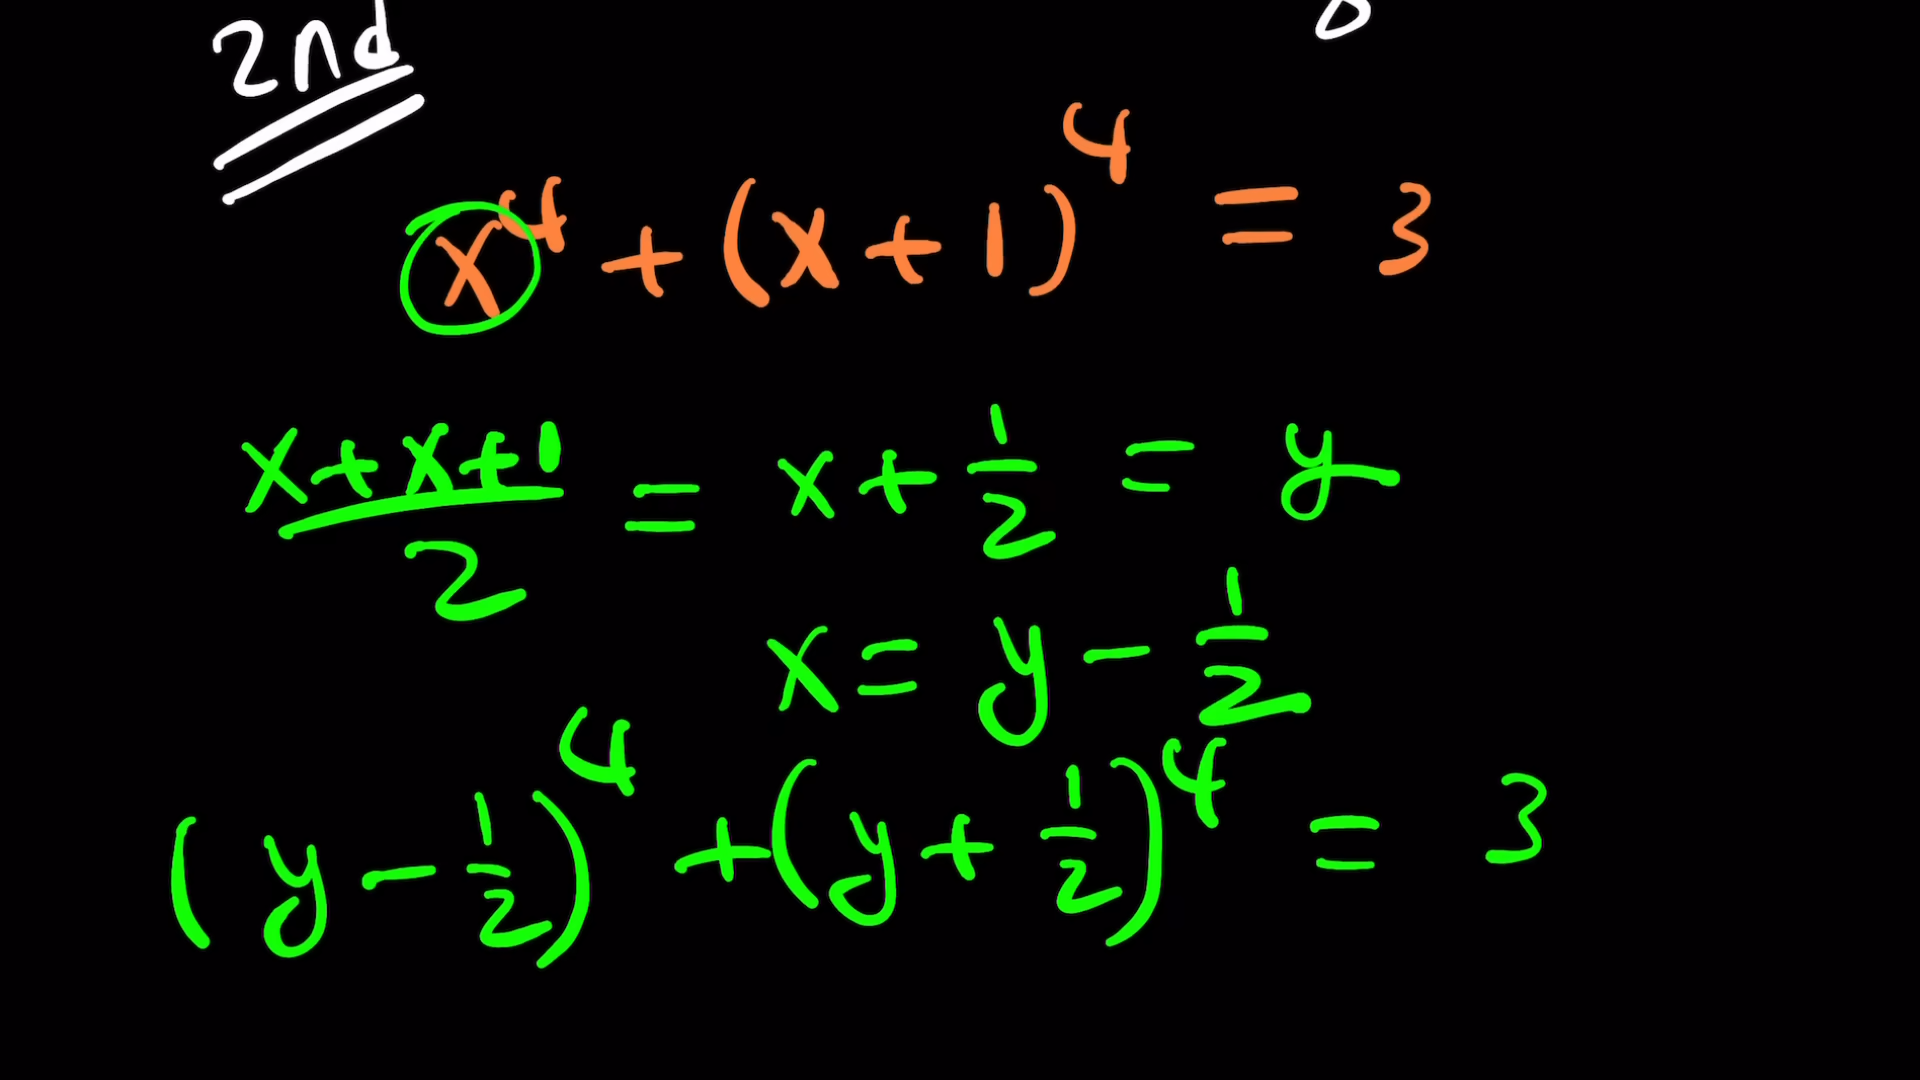 2nd
x⁴ + (x+1)⁴ = 3
(x+x+1)/2 = x + 1/2 = y
x = y - 1/2
(y - 1/2)⁴ + (y + 1/2)⁴ = 3